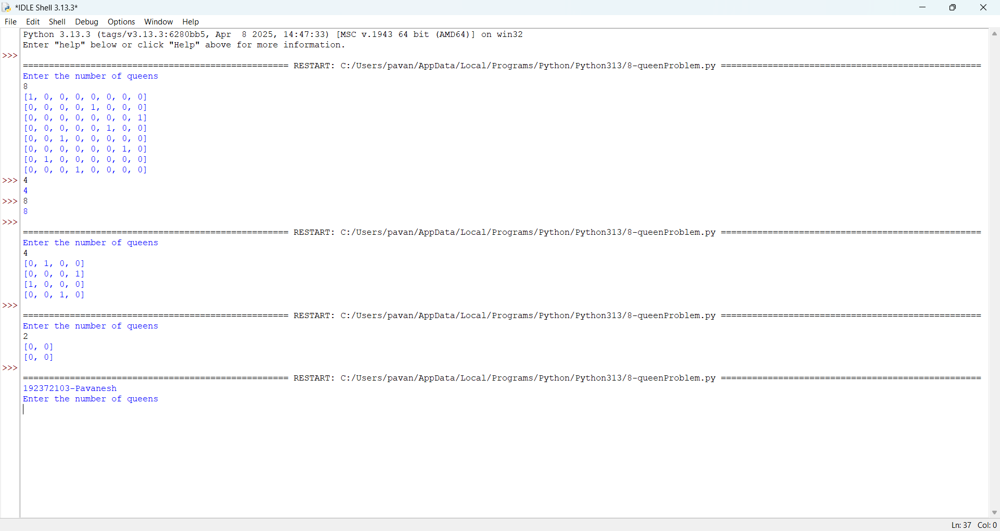 *IDLE Shell 3.13.3*
File Edit Shell Debug Options Window Help
Python 3.13.3 (tags/v3.13.3:6280bb5, Apr  8 2025, 14:47:33) [MSC v.1943 64 bit (AMD64)] on win32
Enter "help" below or click "Help" above for more information.
>>>
=================================================== RESTART: C:/Users/pavan/AppData/Local/Programs/Python/Python313/8-queenProblem.py ==================================================
Enter the number of queens
8
[1, 0, 0, 0, 0, 0, 0, 0]
[0, 0, 0, 0, 1, 0, 0, 0]
[0, 0, 0, 0, 0, 0, 0, 1]
[0, 0, 0, 0, 0, 1, 0, 0]
[0, 0, 1, 0, 0, 0, 0, 0]
[0, 0, 0, 0, 0, 0, 1, 0]
[0, 1, 0, 0, 0, 0, 0, 0]
[0, 0, 0, 1, 0, 0, 0, 0]
>>> 4
4
>>> 8
8
>>>
=================================================== RESTART: C:/Users/pavan/AppData/Local/Programs/Python/Python313/8-queenProblem.py ==================================================
Enter the number of queens
4
[0, 1, 0, 0]
[0, 0, 0, 1]
[1, 0, 0, 0]
[0, 0, 1, 0]
>>>
=================================================== RESTART: C:/Users/pavan/AppData/Local/Programs/Python/Python313/8-queenProblem.py ==================================================
Enter the number of queens
2
[0, 0]
[0, 0]
>>>
=================================================== RESTART: C:/Users/pavan/AppData/Local/Programs/Python/Python313/8-queenProblem.py ==================================================
192372103-Pavanesh
Enter the number of queens
Ln: 37 Col: 0